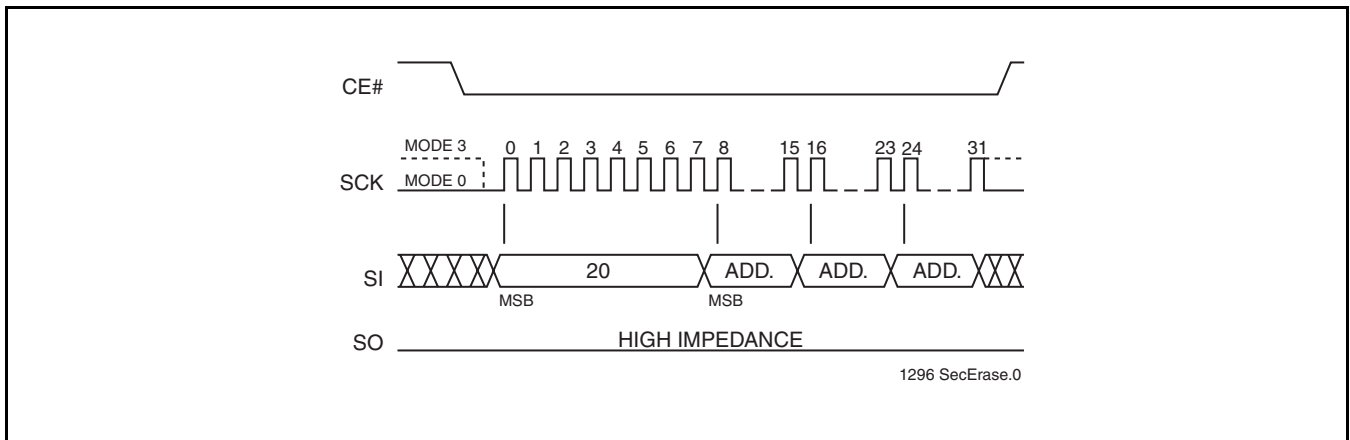 CE#
MODE 3 0 1 2 3 4 5 6 7 8 15 16 23 24 31
SCK MODE 0
SI 20 ADD. ADD. ADD.
MSB MSB
SO HIGH IMPEDANCE
1296 SecErase.0